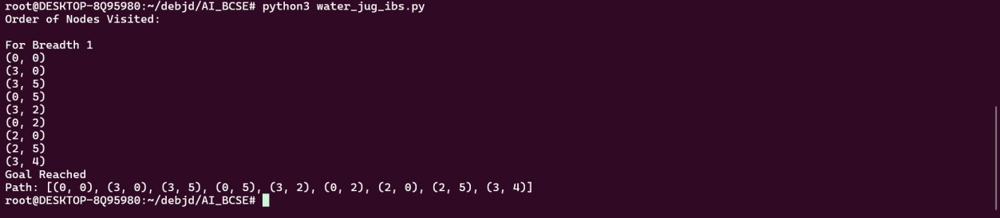 root@DESKTOP-8Q95980:~/debjd/AI_BCSE# python3 water_jug_ibs.py
Order of Nodes Visited:
For Breadth 1
(0, 0)
(3, 0)
(3, 5)
(0, 5)
(3, 2)
(0, 2)
(2, 0)
(2, 5)
(3, 4)
Goal Reached
Path: [(0, 0), (3, 0), (3, 5), (0, 5), (3, 2), (0, 2), (2, 0), (2, 5), (3, 4)]
root@DESKTOP-8Q95980:~/debjd/AI_BCSE#